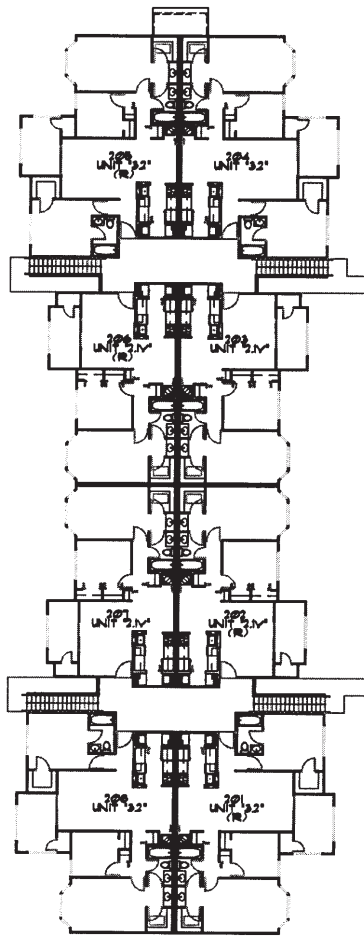 205
UNIT "3.2"
(R)
204
UNIT "3.2"
206
UNIT "2.1V"
(R)
203
UNIT "2.1V"
207
UNIT "2.1V"
202
UNIT "2.1V"
(R)
208
UNIT "3.2"
201
UNIT "3.2"
(R)